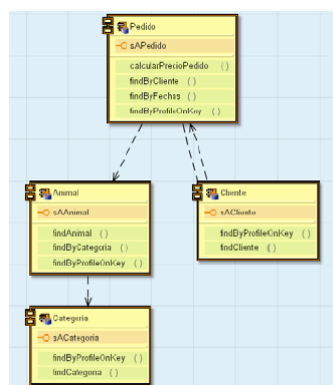 Pedido
sAPedido
calcularPrecioPedido ( )
findByCliente ( )
findByFechas ( )
findByProfileOnKey ( )
Animal
sAAnimal
findAnimal ( )
findByCategoria ( )
findByProfileOnKey ( )
Cliente
sACliente
findByProfileOnKey ( )
findCliente ( )
Categoria
sACategoria
findByProfileOnKey ( )
findCategoria ( )